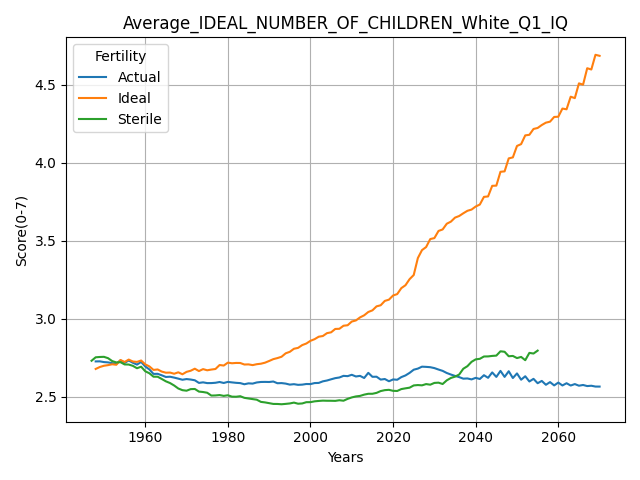 Average_IDEAL_NUMBER_OF_CHILDREN_White_Q1_IQ
Fertility
Actual
Ideal
Sterile
Score(0-7)
4.5
4.0
3.5
3.0
2.5
1960 1980 2000 2020 2040 2060
Years